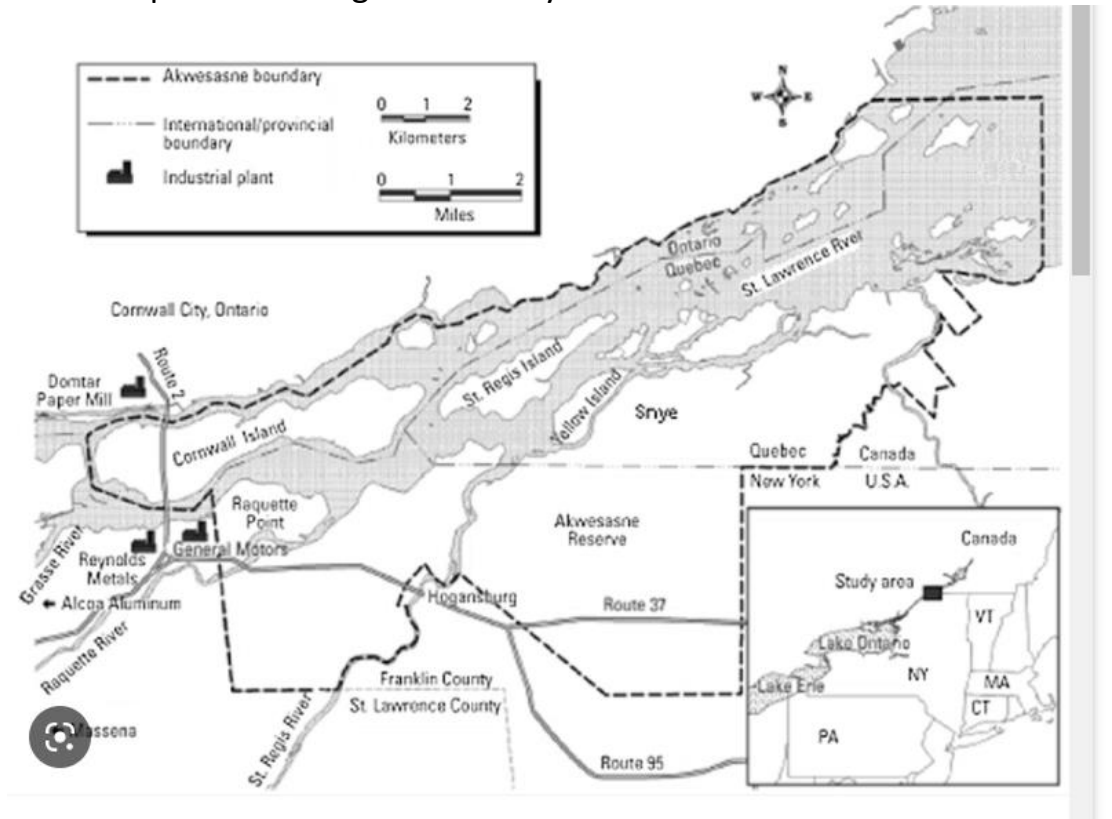 Akwesasne boundary
International/provincial
boundary
Industrial plant
0 1 2
Kilometers
0 1 2
Miles
N
W E
S
Ontario
Quebec
St. Lawrence Rver
Cornwall City, Ontario
Route 2
Domtar
Paper Mill
St. Regis Island
Yellow Island
Snye
Cornwall Island
Quebec
Canada
New York
U.S.A.
Raquette
Point
Akwesasne
Reserve
Grasse River
Reynolds
Metals
General Motors
Alcoa Aluminum
Hogansburg
Route 37
Raquette River
Franklin County
St. Lawrence County
Massena
St. Regis River
Route 95
Canada
Study area
VT
Lake Ontario
NY
MA
Lake Erie
CT
PA